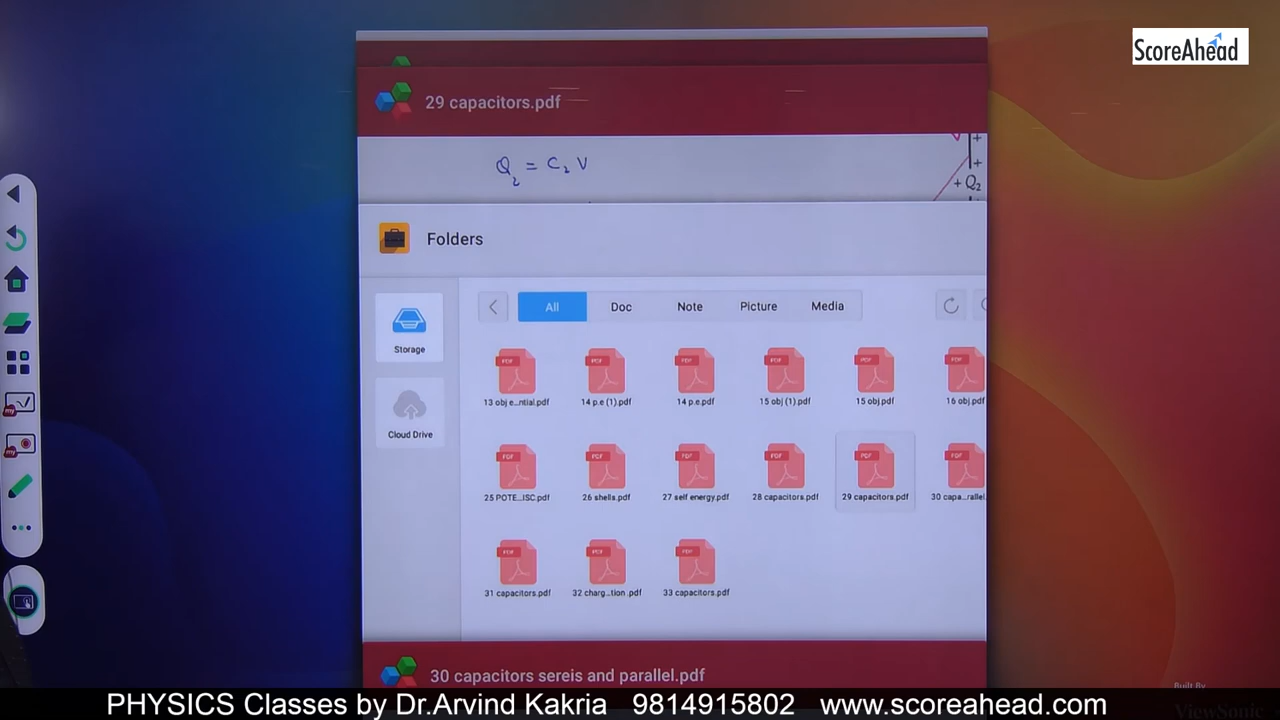 ScoreAhead
29 capacitors.pdf
Q₂ = C₂ V
+
+
+ Q₂
Folders
Storage
Cloud Drive
All Doc Note Picture Media
13 obj e...ntial.pdf 14 p.e (1).pdf 14 p.e.pdf 15 obj (1).pdf 15 obj.pdf 16 obj.pdf
25 POTE...ISC.pdf 26 shells.pdf 27 self energy.pdf 28 capacitors.pdf 29 capacitors.pdf 30 capa...rallel.
31 capacitors.pdf 32 charg...tion .pdf 33 capacitors.pdf
30 capacitors sereis and parallel.pdf
Built By
ViewSonic
PHYSICS Classes by Dr.Arvind Kakria 9814915802 www.scoreahead.com